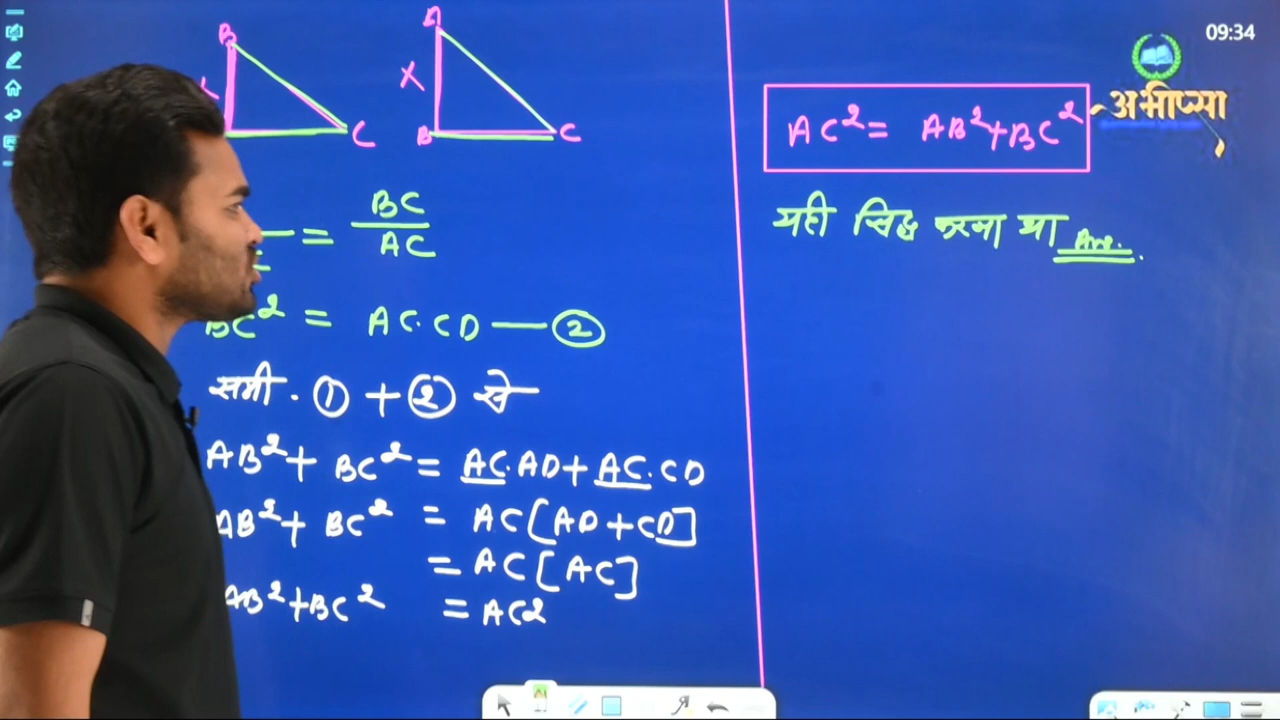 B
C
X
A
B
C
= BC
AC
BC² = AC.CD — ②
समी. ① + ② से
AB² + BC² = AC.AD + AC.CD
AB² + BC² = AC[AD+CD]
= AC[AC]
AB²+BC² = AC2
09:34
अभीप्सा
AC² = AB²+BC²
यही सिद्ध करना था Ans.